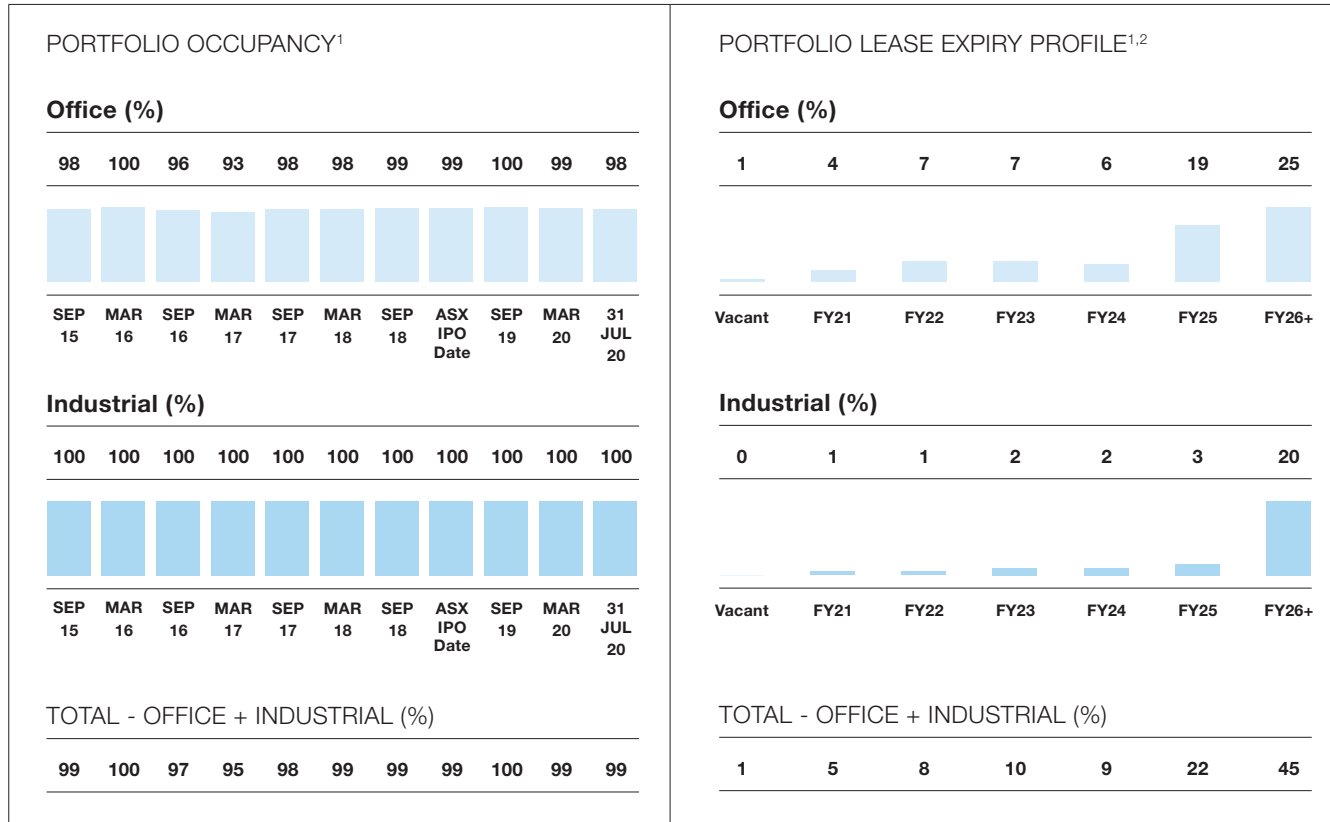 PORTFOLIO OCCUPANCY¹
Office (%)
98 100 96 93 98 98 99 99 100 99 98
SEP 15 MAR 16 SEP 16 MAR 17 SEP 17 MAR 18 SEP 18 ASX IPO Date SEP 19 MAR 20 31 JUL 20
Industrial (%)
100 100 100 100 100 100 100 100 100 100 100
SEP 15 MAR 16 SEP 16 MAR 17 SEP 17 MAR 18 SEP 18 ASX IPO Date SEP 19 MAR 20 31 JUL 20
TOTAL - OFFICE + INDUSTRIAL (%)
99 100 97 95 98 99 99 99 100 99 99
PORTFOLIO LEASE EXPIRY PROFILE¹,²
Office (%)
1 4 7 7 6 19 25
Vacant FY21 FY22 FY23 FY24 FY25 FY26+
Industrial (%)
0 1 1 2 2 3 20
Vacant FY21 FY22 FY23 FY24 FY25 FY26+
TOTAL - OFFICE + INDUSTRIAL (%)
1 5 8 10 9 22 45